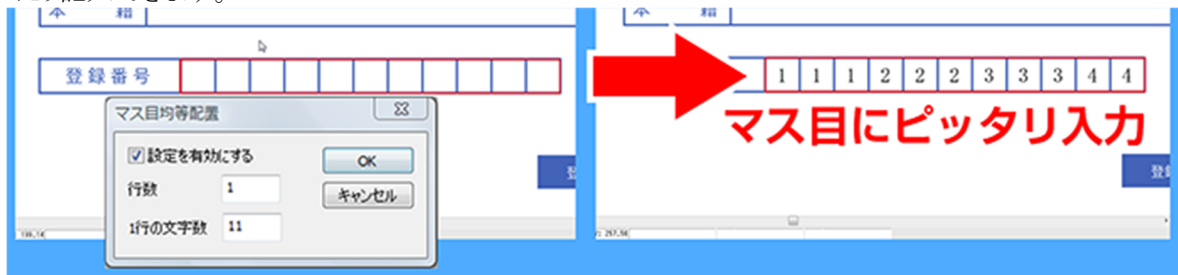 本 籍
登録番号
マス目均等配置
設定を有効にする
OK
行数 1
キャンセル
1行の文字数 11
本 籍
1 1 1 2 2 2 3 3 3 4 4
マス目にピッタリ入力